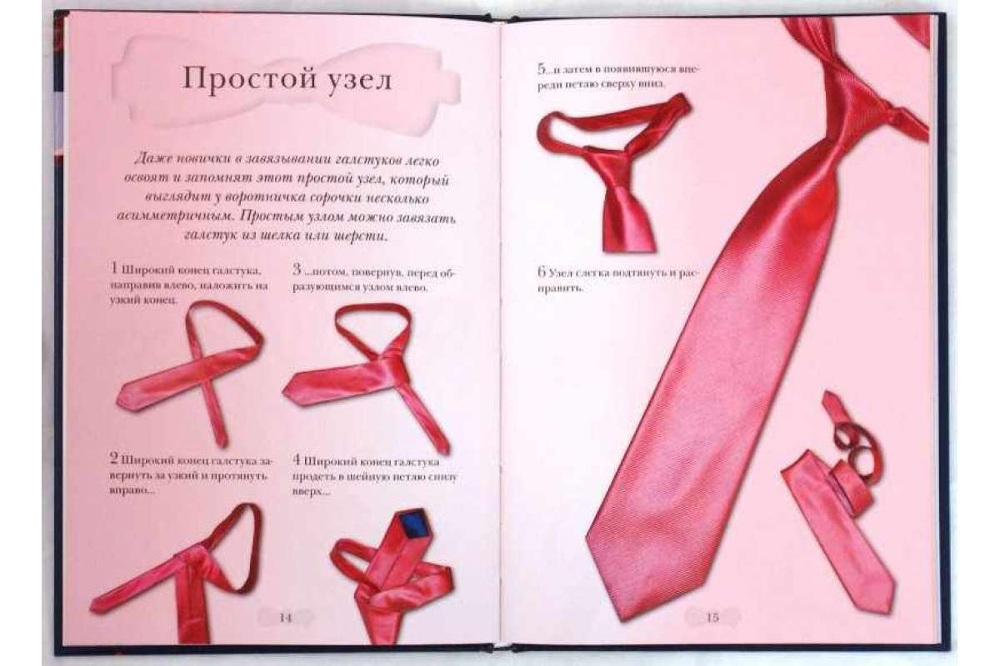 Простой узел
Даже новички в завязывании галстуков легко
освоят и запомнят этот простой узел, который
выглядит у воротничка сорочки несколько
асимметричным. Простым узлом можно завязать
галстук из шелка или шерсти.
1 Широкий конец галстука,
направив влево, наложить на
узкий конец.
2 Широкий конец галстука за-
вернуть за узкий и протянуть
вправо...
3 ...потом, повернув, перед об-
разующимся узлом влево.
4 Широкий конец галстука
продеть в шейную петлю снизу
вверх...
14
5...и затем в появившуюся впе-
реди петлю сверху вниз.
6 Узел слегка подтянуть и рас-
править.
15